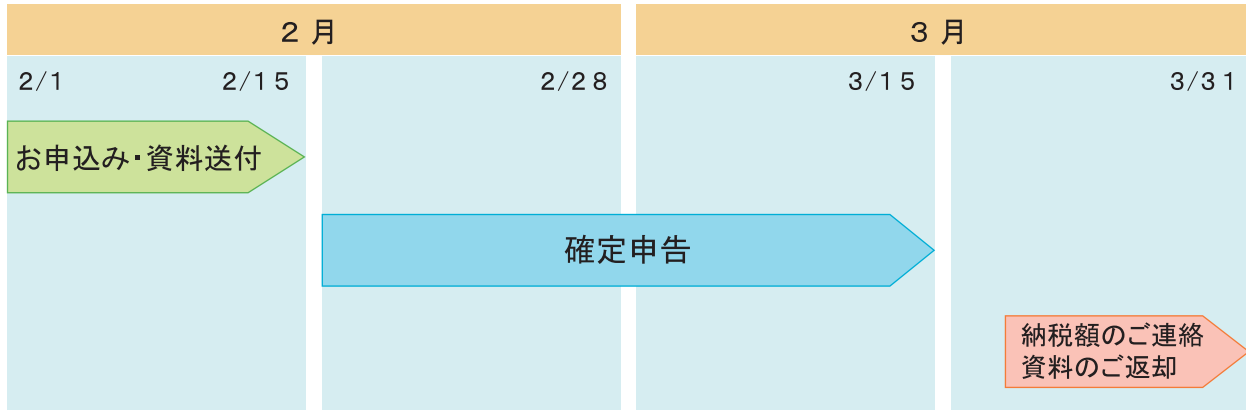 2 月
3 月
2/1
2/15
2/28
3/15
3/31
お申込み・資料送付
確定申告
納税額のご連絡
資料のご返却